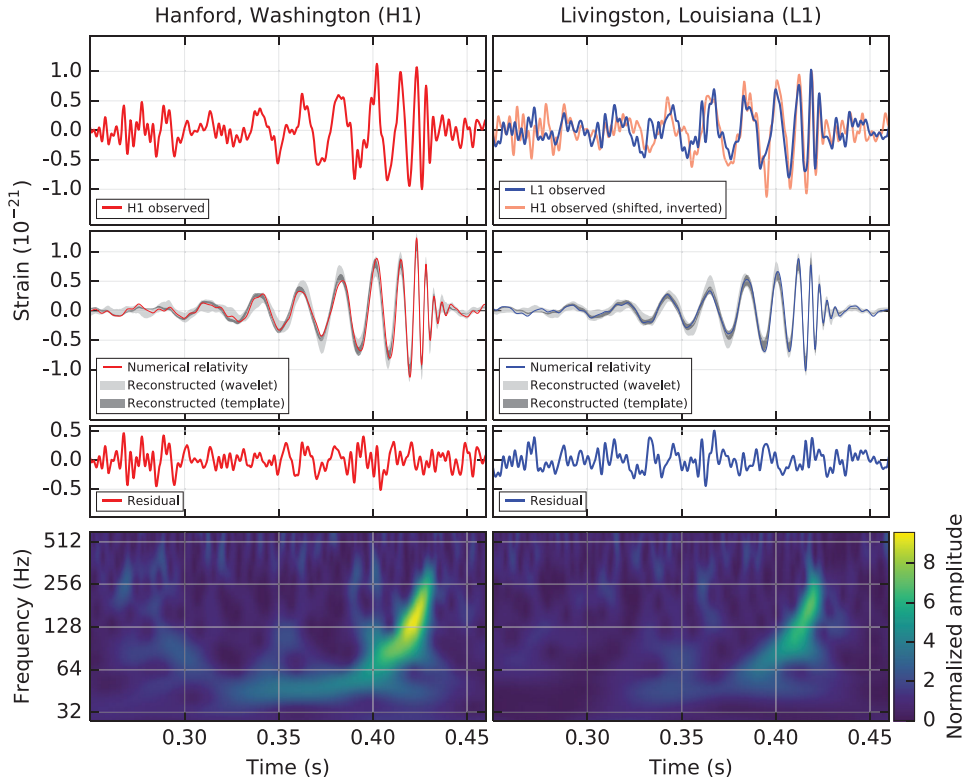 Hanford, Washington (H1)
Livingston, Louisiana (L1)
Strain (10⁻²¹)
1.0
0.5
0.0
-0.5
-1.0
H1 observed
L1 observed
H1 observed (shifted, inverted)
1.0
0.5
0.0
-0.5
-1.0
Numerical relativity
Reconstructed (wavelet)
Reconstructed (template)
Numerical relativity
Reconstructed (wavelet)
Reconstructed (template)
0.5
0.0
-0.5
Residual
Residual
Frequency (Hz)
512
256
128
64
32
Normalized amplitude
8
6
4
2
0
0.30
0.35
0.40
0.45
0.30
0.35
0.40
0.45
Time (s)
Time (s)